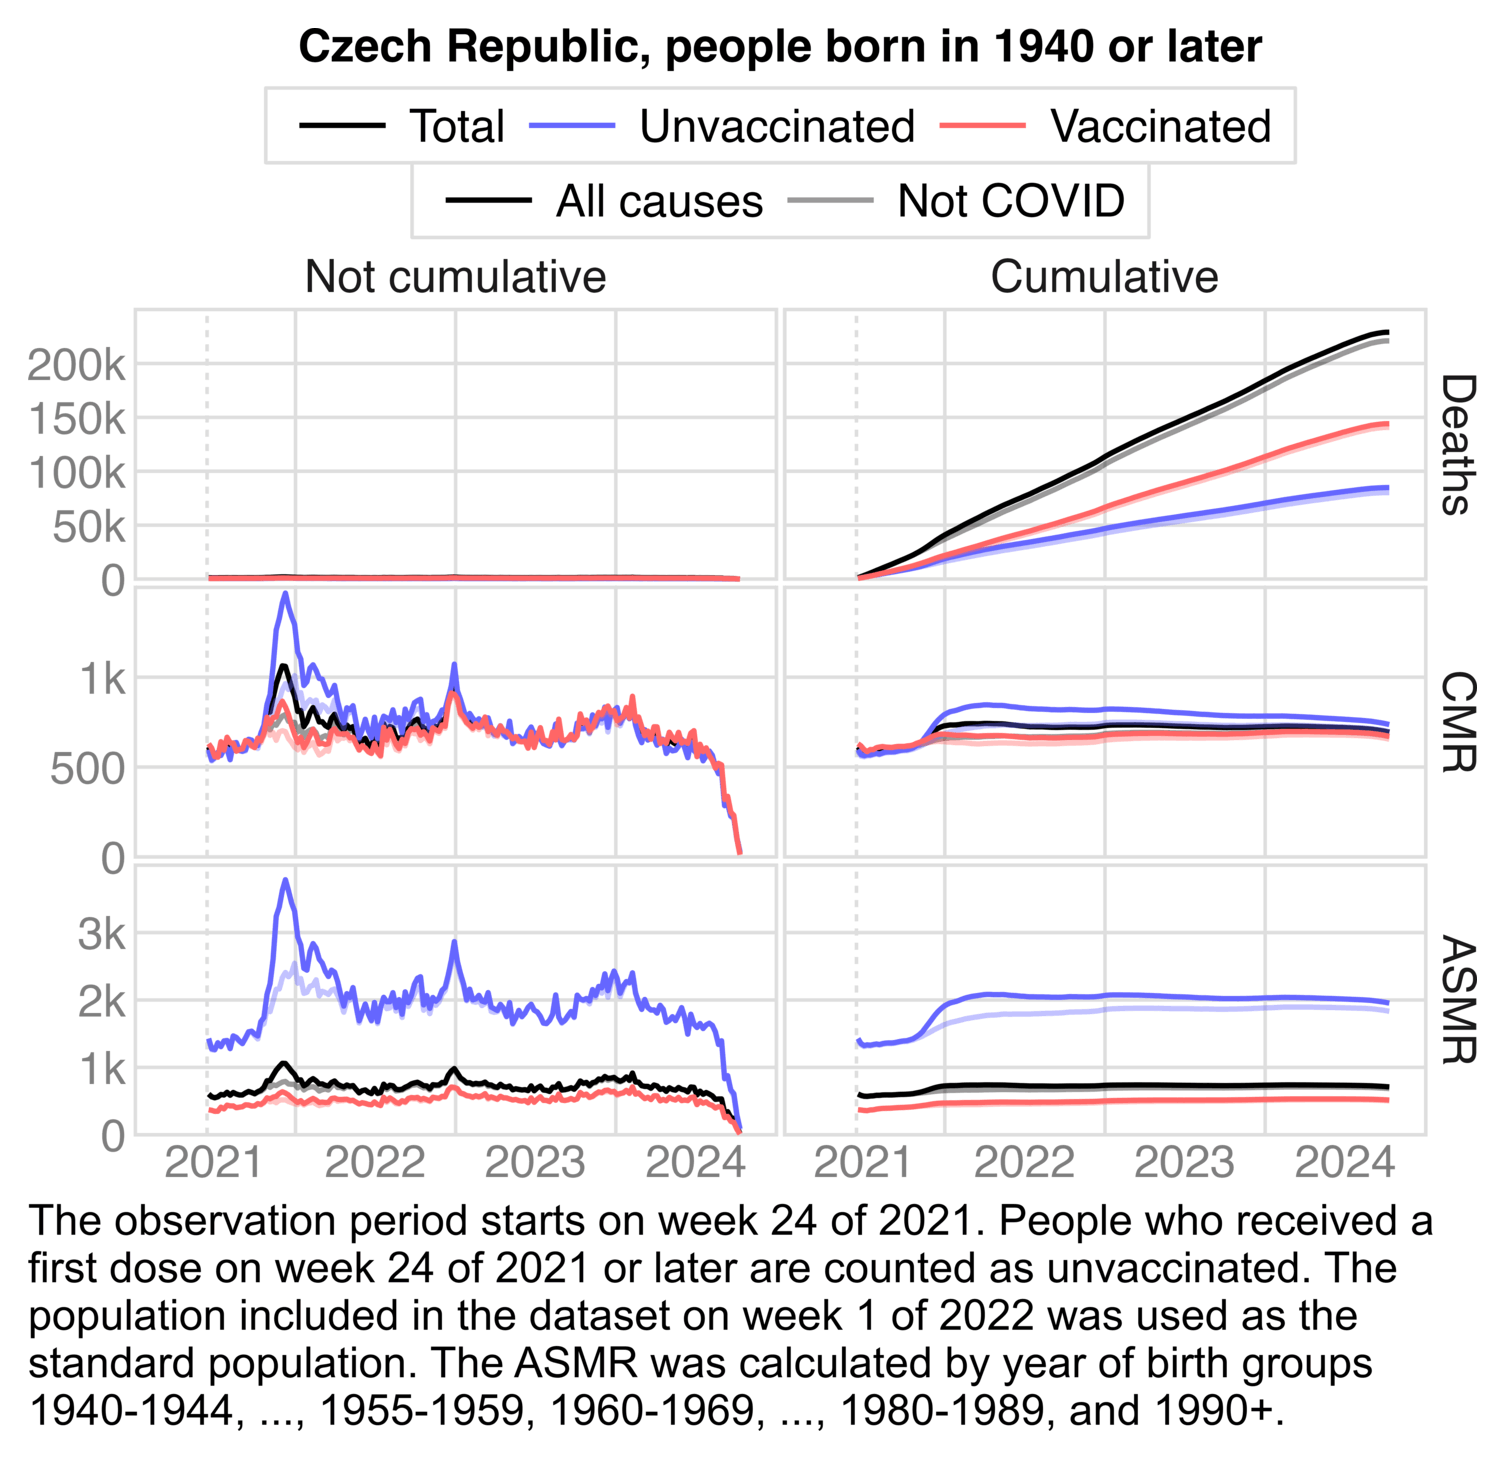 Czech Republic, people born in 1940 or later
Total Unvaccinated Vaccinated
All causes Not COVID
Not cumulative Cumulative
200k
150k
100k
50k
0
Deaths
1k
500
0
CMR
3k
2k
1k
0
ASMR
2021 2022 2023 2024 2021 2022 2023 2024
The observation period starts on week 24 of 2021. People who received a
first dose on week 24 of 2021 or later are counted as unvaccinated. The
population included in the dataset on week 1 of 2022 was used as the
standard population. The ASMR was calculated by year of birth groups
1940-1944, ..., 1955-1959, 1960-1969, ..., 1980-1989, and 1990+.